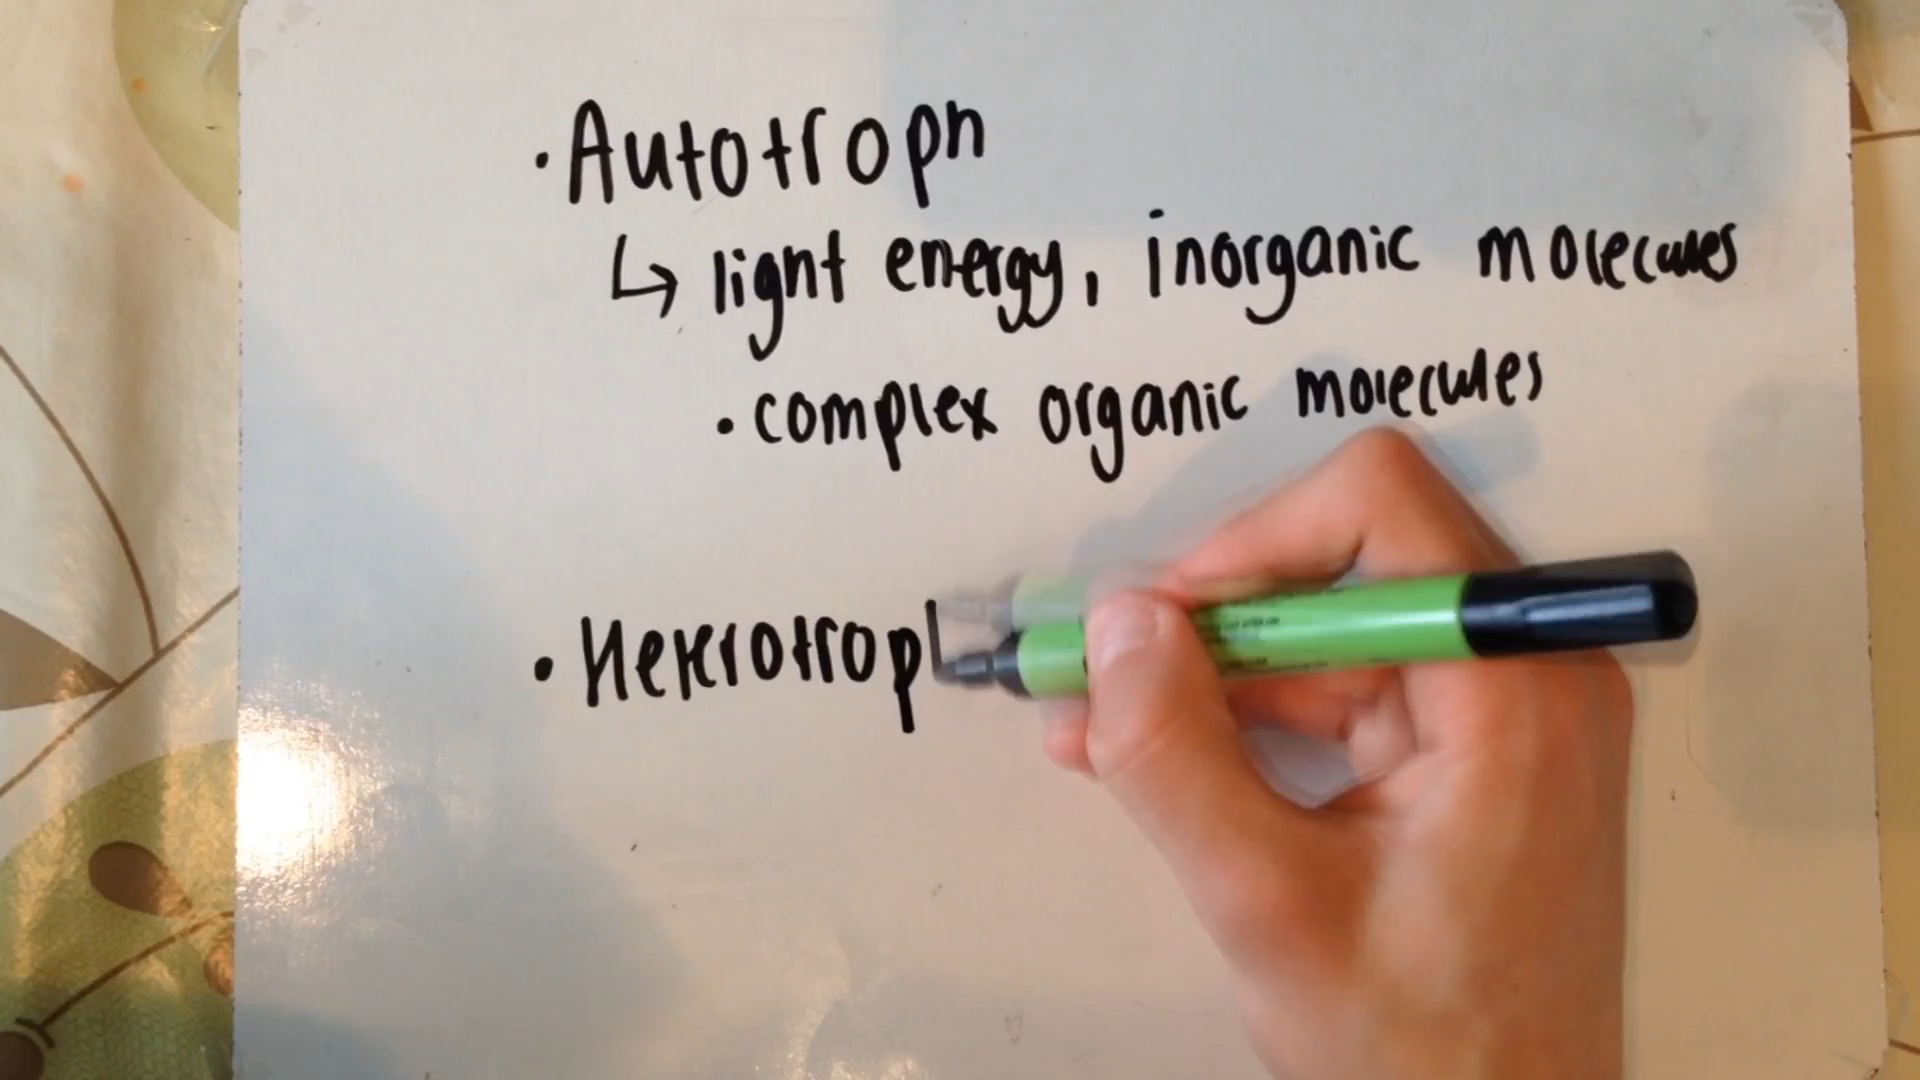 · Autotroph
↳ light energy, inorganic molecules
· complex organic molecules
· Heterotrop